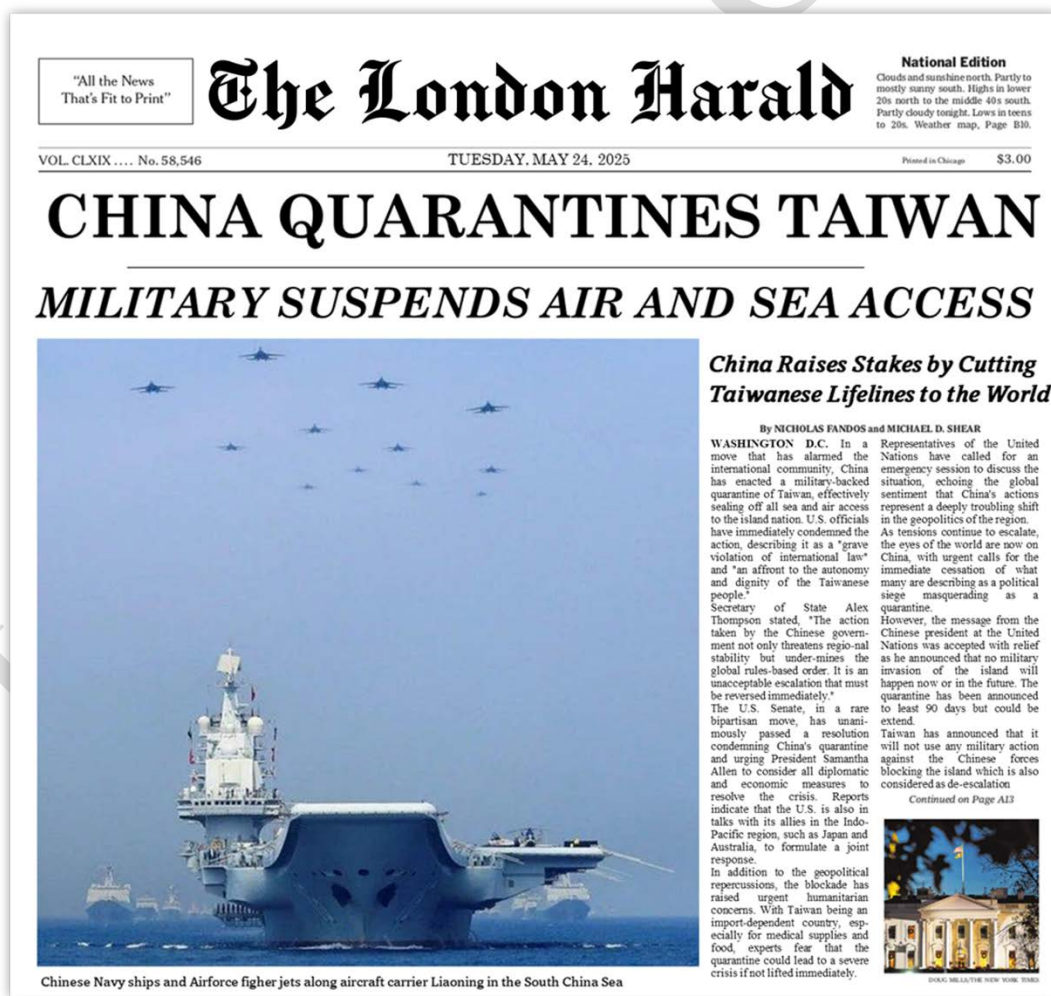 "All the News
That's Fit to Print"
The London Harald
National Edition
Clouds and sunshine north. Partly to
mostly sunny south. Highs in lower
20s north to the middle 40s south.
Partly cloudy tonight. Lows in teens
to 20s. Weather map, Page B10.
VOL. CLXIX .... No. 58,546
TUESDAY, MAY 24, 2025
Printed in Chicago
$3.00
CHINA QUARANTINES TAIWAN
MILITARY SUSPENDS AIR AND SEA ACCESS
China Raises Stakes by Cutting
Taiwanese Lifelines to the World
By NICHOLAS FANDOS and MICHAEL D. SHEAR
WASHINGTON D.C. In a
move that has alarmed the
international community, China
has enacted a military-backed
quarantine of Taiwan, effectively
sealing off all sea and air access
to the island nation. U.S. officials
have immediately condemned the
action, describing it as a "grave
violation of international law"
and "an affront to the autonomy
and dignity of the Taiwanese
people."
Secretary of State Alex
Thompson stated, "The action
taken by the Chinese govern-
ment not only threatens regio-nal
stability but under-mines the
global rules-based order. It is an
unacceptable escalation that must
be reversed immediately."
The U.S. Senate, in a rare
bipartisan move, has unani-
mously passed a resolution
condemning China's quarantine
and urging President Samantha
Allen to consider all diplomatic
and economic measures to
resolve the crisis. Reports
indicate that the U.S. is also in
talks with its allies in the Indo-
Pacific region, such as Japan and
Australia, to formulate a joint
response.
In addition to the geopolitical
repercussions, the blockade has
raised urgent humanitarian
concerns. With Taiwan being an
import-dependent country, esp-
ecially for medical supplies and
food, experts fear that the
quarantine could lead to a severe
crisis if not lifted immediately.
Representatives of the United
Nations have called for an
emergency session to discuss the
situation, echoing the global
sentiment that China's actions
represent a deeply troubling shift
in the geopolitics of the region.
As tensions continue to escalate,
the eyes of the world are now on
China, with urgent calls for the
immediate cessation of what
many are describing as a political
siege masquerading as a
quarantine.
However, the message from the
Chinese president at the United
Nations was accepted with relief
as he announced that no military
invasion of the island will
happen now or in the future. The
quarantine has been announced
to least 90 days but could be
extend.
Taiwan has announced that it
will not use any military action
against the Chinese forces
blocking the island which is also
considered as de-escalation
Continued on Page A13
DOUG MILLS/THE NEW YORK TIMES
Chinese Navy ships and Airforce figher jets along aircraft carrier Liaoning in the South China Sea